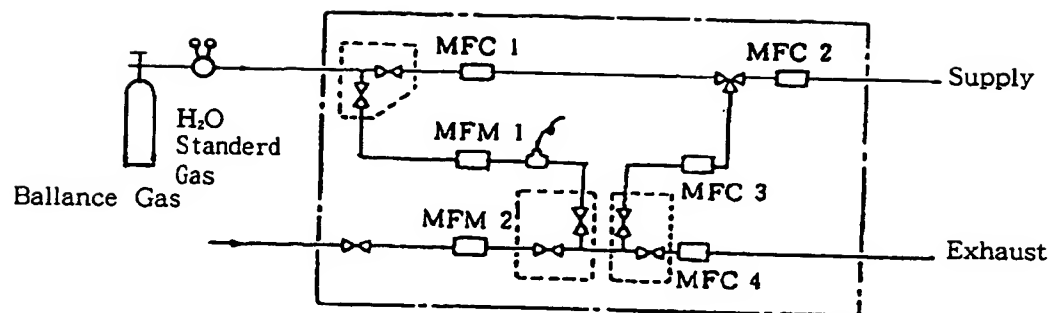 MFC 1
MFC 2
Supply
H₂O
Standerd
Gas
MFM 1
Ballance Gas
MFC 3
MFM 2
Exhaust
MFC 4